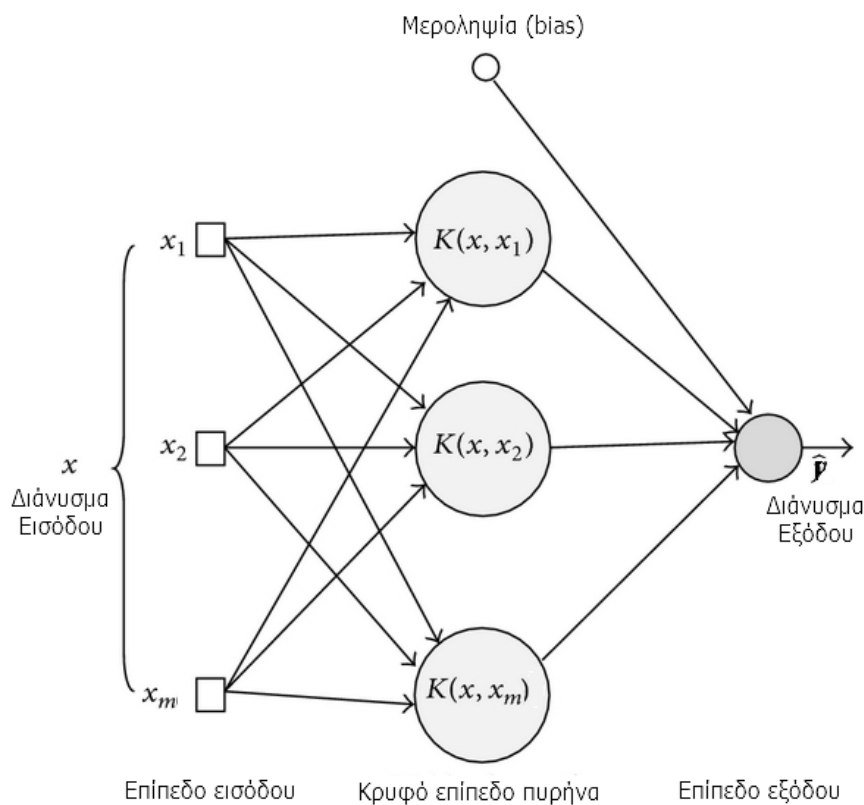 Μεροληψία (bias)
x₁
K(x, x₁)
x₂
K(x, x₂)
x
Διάνυσμα
Εισόδου
ŷ
Διάνυσμα
Εξόδου
xₘ
K(x, xₘ)
Επίπεδο εισόδου
Κρυφό επίπεδο πυρήνα
Επίπεδο εξόδου